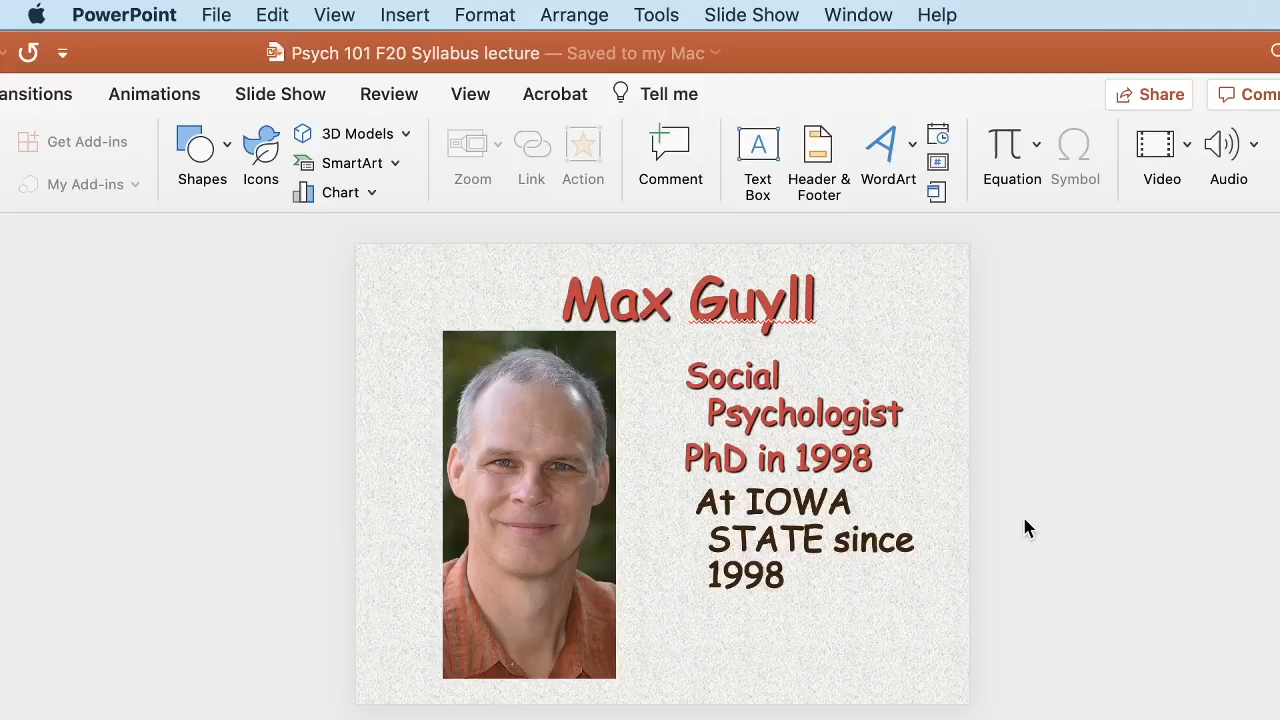 PowerPoint File Edit View Insert Format Arrange Tools Slide Show Window Help
Psych 101 F20 Syllabus lecture — Saved to my Mac
ansitions Animations Slide Show Review View Acrobat Tell me Share Comm
Get Add-ins
My Add-ins
Shapes
Icons
3D Models
SmartArt
Chart
Zoom
Link
Action
Comment
Text
Box
Header &
Footer
WordArt
Equation
Symbol
Video
Audio
Max Guyll
Social
Psychologist
PhD in 1998
At IOWA
STATE since
1998